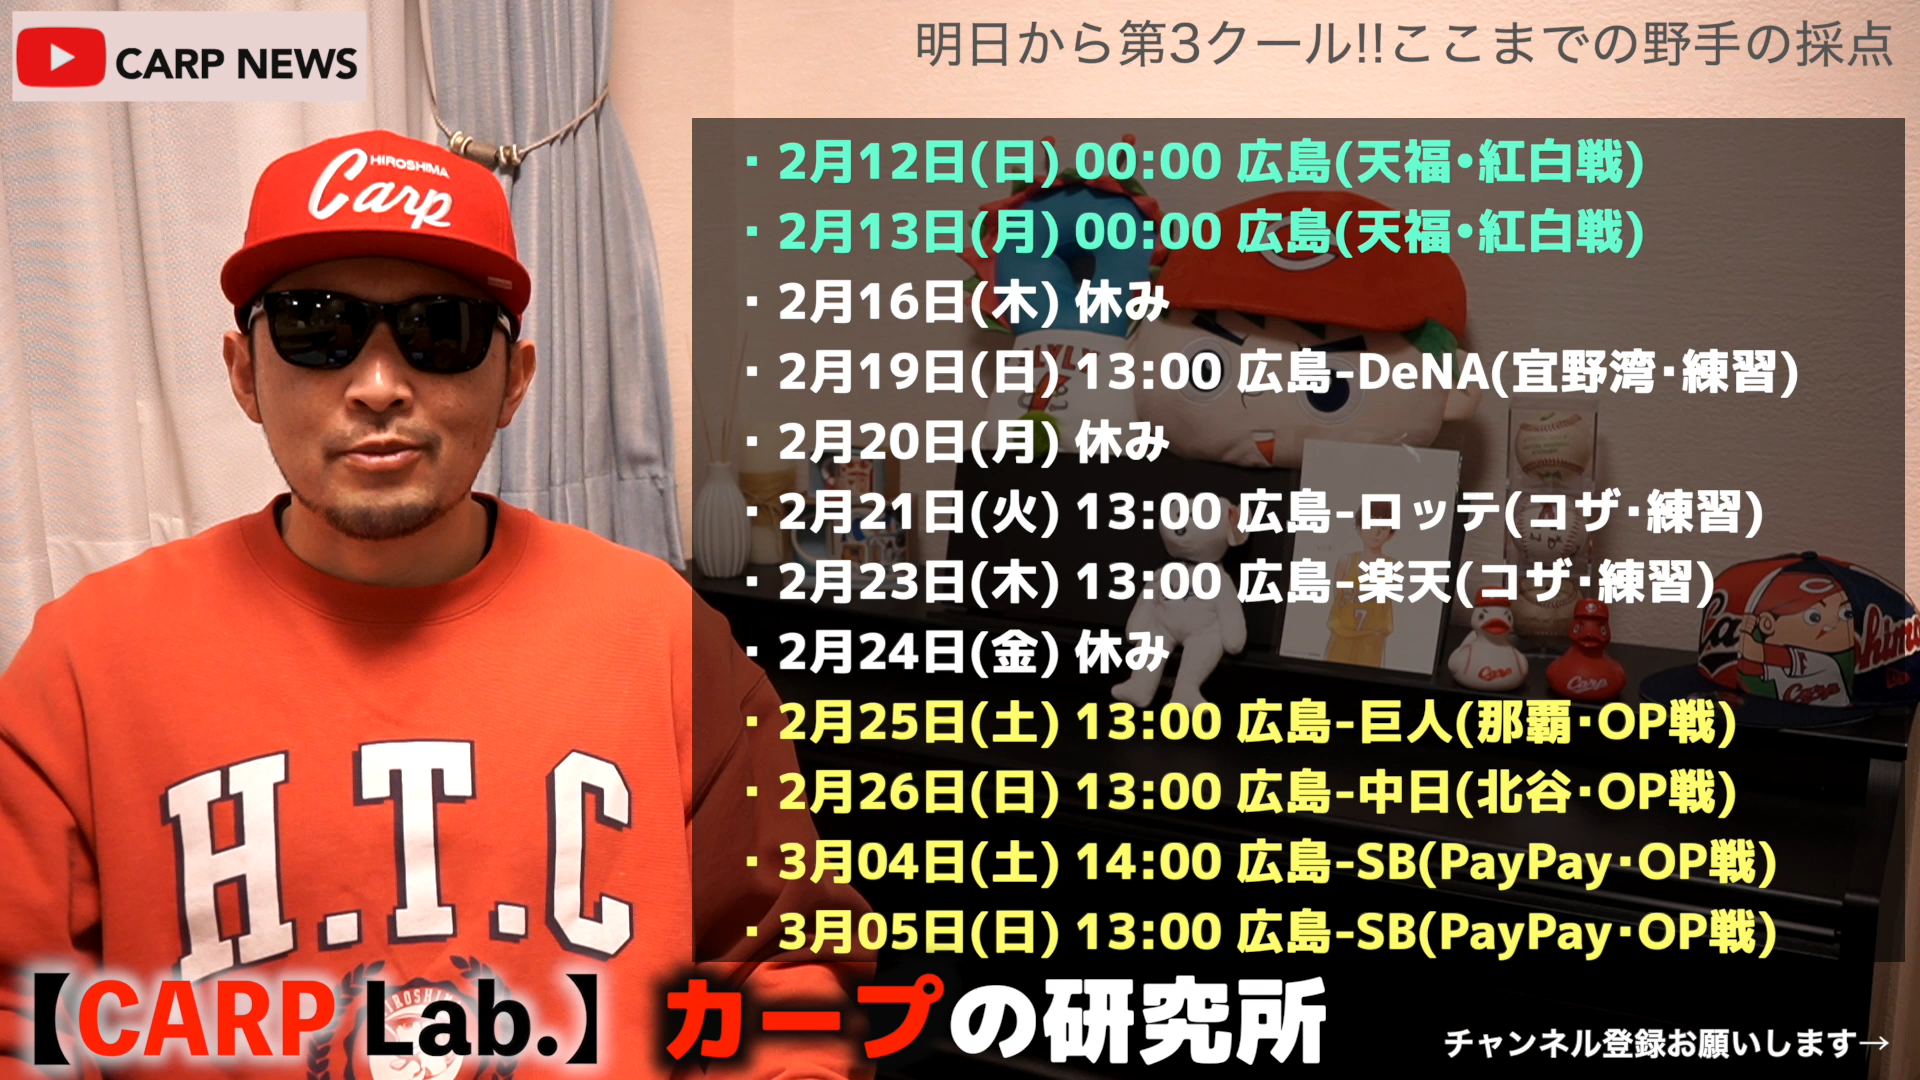 CARP NEWS
明日から第3クール!!ここまでの野手の採点
・2月12日(日) 00:00 広島(天福・紅白戦)
・2月13日(月) 00:00 広島(天福・紅白戦)
・2月16日(木) 休み
・2月19日(日) 13:00 広島-DeNA(宜野湾・練習)
・2月20日(月) 休み
・2月21日(火) 13:00 広島-ロッテ(コザ・練習)
・2月23日(木) 13:00 広島-楽天(コザ・練習)
・2月24日(金) 休み
・2月25日(土) 13:00 広島-巨人(那覇・OP戦)
・2月26日(日) 13:00 広島-中日(北谷・OP戦)
・3月04日(土) 14:00 広島-SB(PayPay・OP戦)
・3月05日(日) 13:00 広島-SB(PayPay・OP戦)
HIROSHIMA
Carp
H.T.C
Carp
Carp
Carp
【CARP Lab.】カープの研究所
チャンネル登録お願いします→